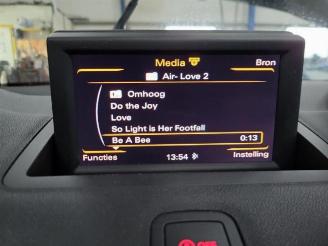 Media Bron
Air- Love 2
Omhoog
Do the Joy
Love
So Light is Her Footfall
Be A Bee 0:13
Functies 13:54 Instelling
OFF